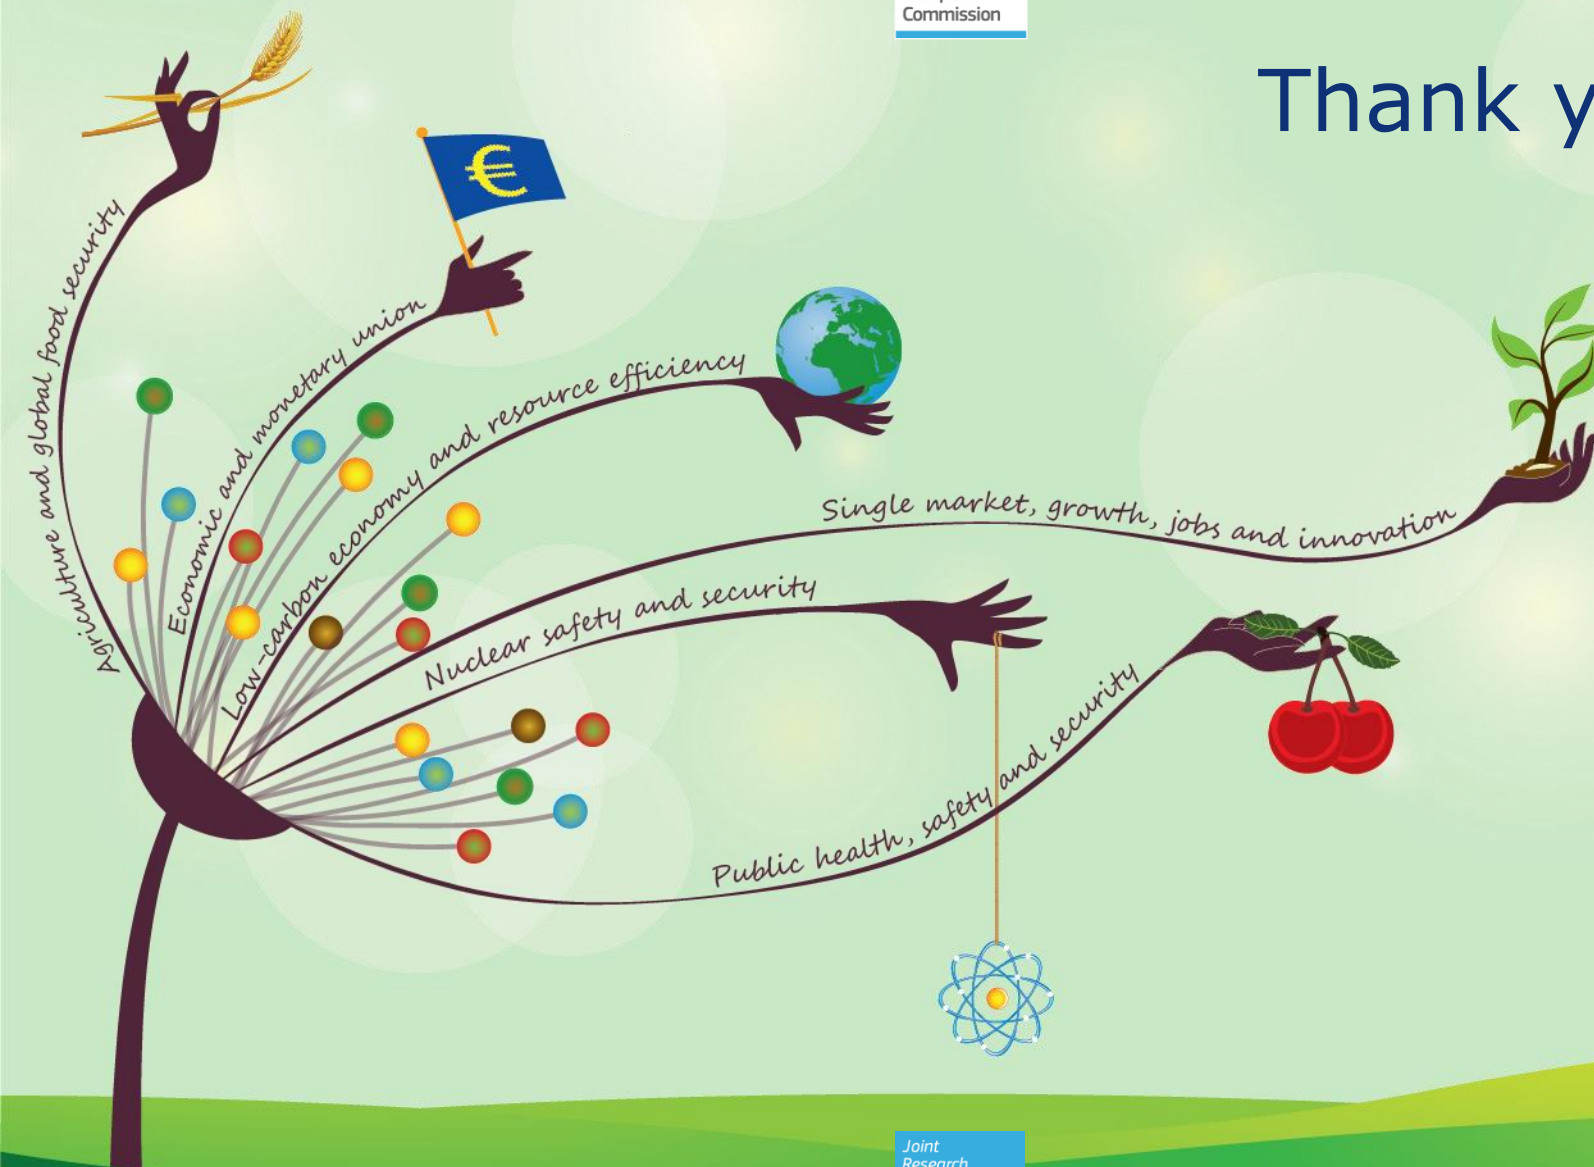 Commission
Thank y
Agriculture and global food security
Economic and monetary union
€
Low-carbon economy and resource efficiency
Single market, growth, jobs and innovation
Nuclear safety and security
Public health, safety and security
Joint
Research